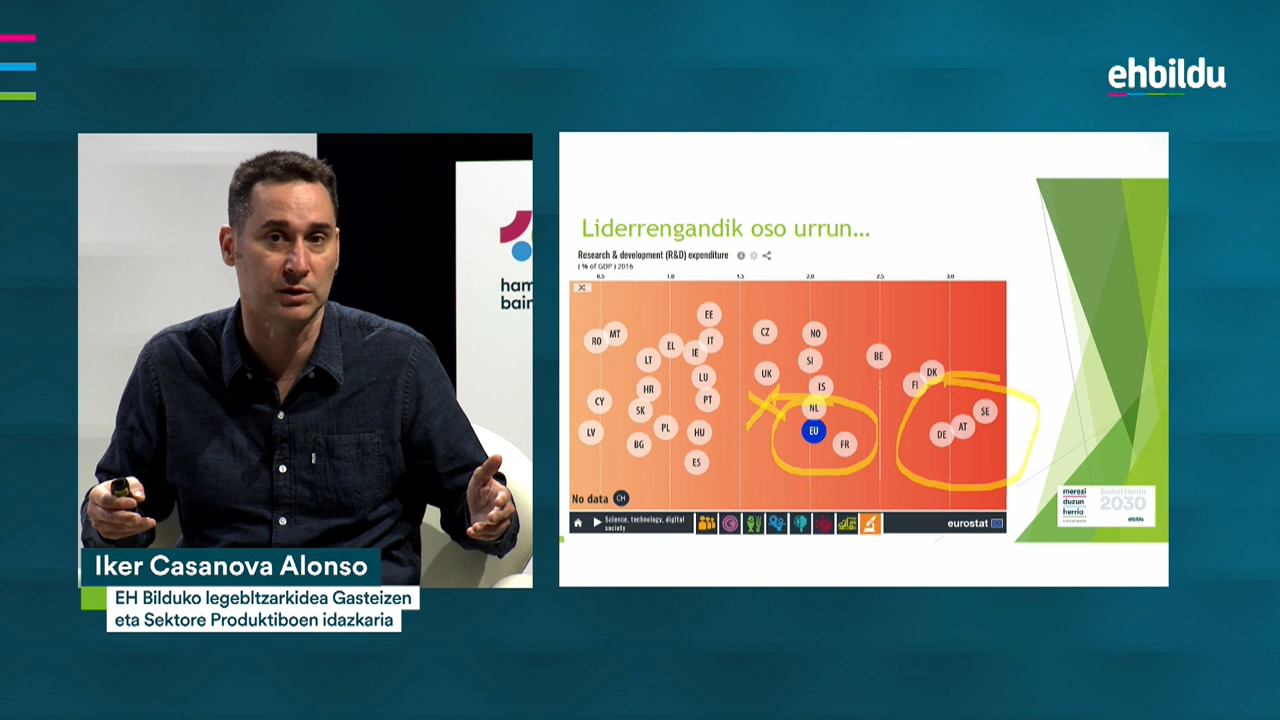 ehbildu
ham
bain
Liderrengandik oso urrun...
Research & development (R&D) expenditure
( % of GDP ) 2016
0.5 1.0 1.5 2.0 2.5 3.0
EE
RO MT CZ NO
EL IE IT
LT SI BE
LU UK DK
HR IS FI
CY SK PT NL SE
LV PL HU EU DE AT
BG FR
ES
No data CH
Science, technology, digital
society
eurostat
merezi
duzun
herria
Euskal Herria
2030
ehbildu
Iker Casanova Alonso
EH Bilduko legebltzarkidea Gasteizen
eta Sektore Produktiboen idazkaria